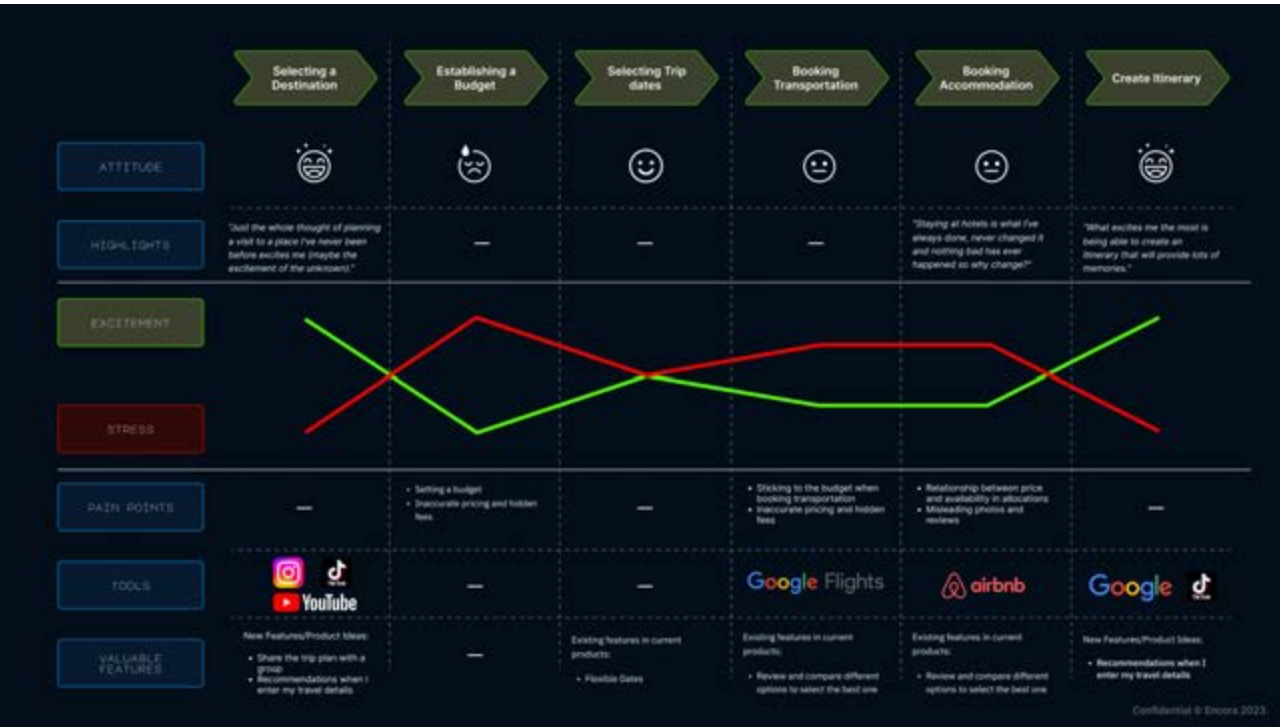 Selecting a
Destination
Establishing a
Budget
Selecting Trip
dates
Booking
Transportation
Booking
Accommodation
Create Itinerary
ATTITUDE
HIGHLIGHTS
"Just the whole thought of planning
a visit to a place I've never been
before excites me (maybe the
excitement of the unknown)."
—
—
—
"Staying at hotels is what I've
always done, never changed it
and nothing bad has ever
happened so why change?"
"What excites me the most is
being able to create an
itinerary that will provide lots of
memories."
EXCITEMENT
STRESS
PAIN POINTS
—
• Setting a budget
• Inaccurate pricing and hidden
fees
—
• Sticking to the budget when
booking transportation
• Inaccurate pricing and hidden
fees
• Relationship between price
and availability in allocations
• Misleading photos and
reviews
—
TOOLS
YouTube
—
—
Google Flights
airbnb
Google
VALUABLE
FEATURES
New Features/Product Ideas:
• Share the trip plan with a
group
• Recommendations when I
enter my travel details
—
Existing features in current
products:
• Flexible Dates
Existing features in current
products:
• Review and compare different
options to select the best one
Existing features in current
products:
• Review and compare different
options to select the best one
New Features/Product Ideas:
• Recommendations when I
enter my travel details
Confidential © Encora 2023